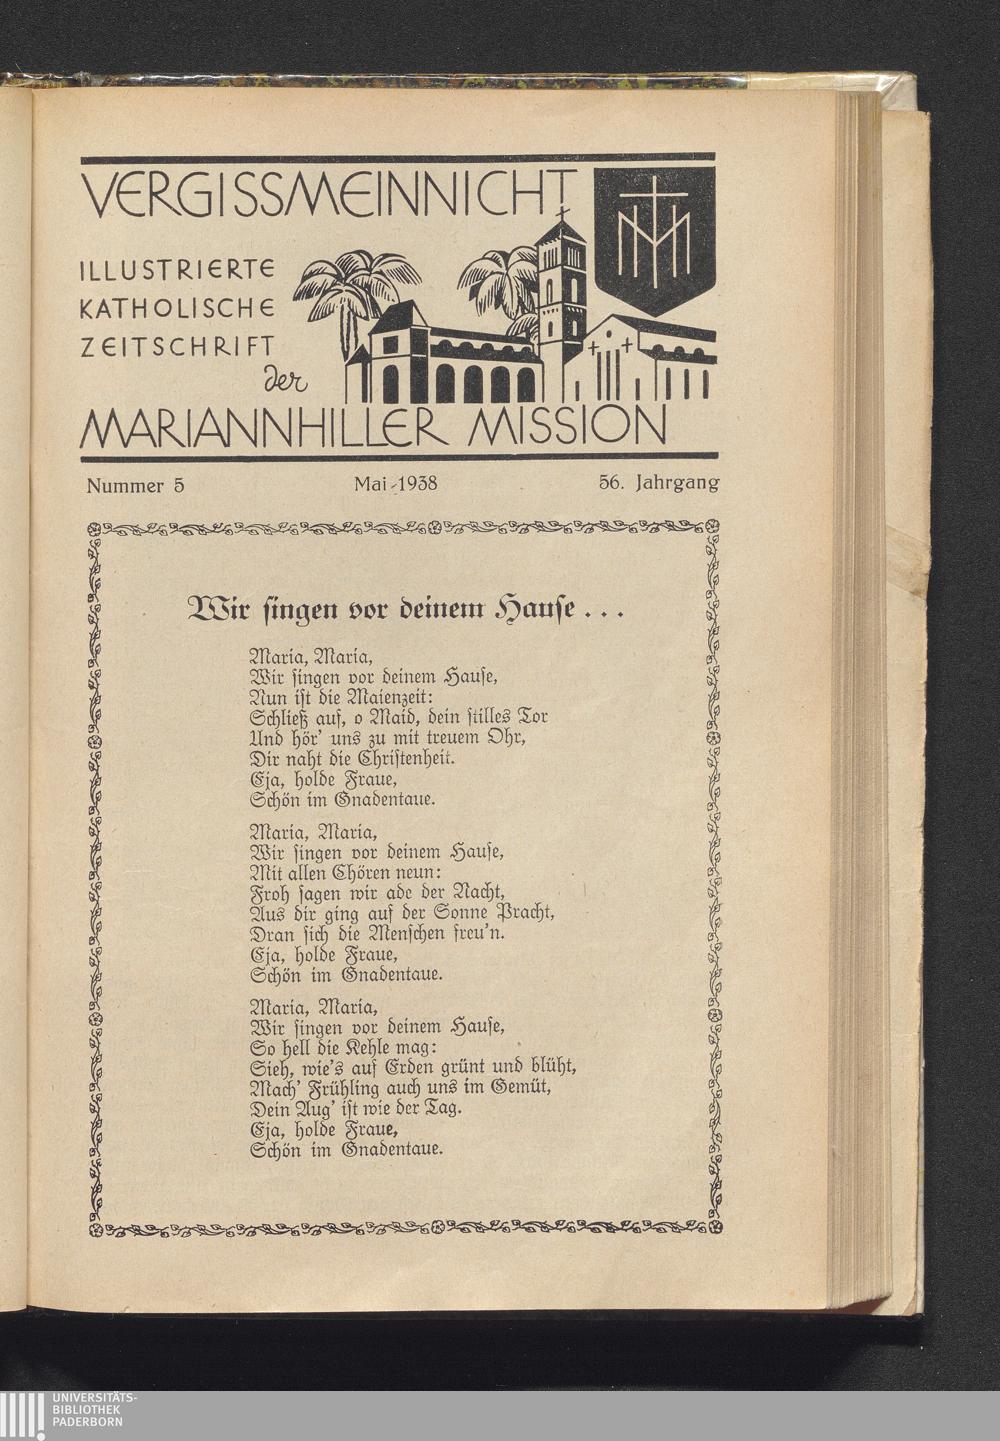 VERGISSMEINNICHT
ILLUSTRIERTE
KATHOLISCHE
ZEITSCHRIFT
der
MARIANNHILLER MISSION
Nummer 5 Mai 1938 56. Jahrgang
Wir singen vor deinem Hause . . .
Maria, Maria,
Wir singen vor deinem Hause,
Nun ist die Maienzeit:
Schließ auf, o Maid, dein stilles Tor
Und hör' uns zu mit treuem Ohr,
Dir naht die Christenheit.
Eja, holde Fraue,
Schön im Gnadentaue.
Maria, Maria,
Wir singen vor deinem Hause,
Mit allen Chören neun:
Froh sagen wir ade der Nacht,
Aus dir ging auf der Sonne Pracht,
Dran sich die Menschen freu'n.
Eja, holde Fraue,
Schön im Gnadentaue.
Maria, Maria,
Wir singen vor deinem Hause,
So hell die Kehle mag:
Sieh, wie's auf Erden grünt und blüht,
Mach' Frühling auch uns im Gemüt,
Dein Aug' ist wie der Tag.
Eja, holde Fraue,
Schön im Gnadentaue.
UNIVERSITÄTS-
BIBLIOTHEK
PADERBORN